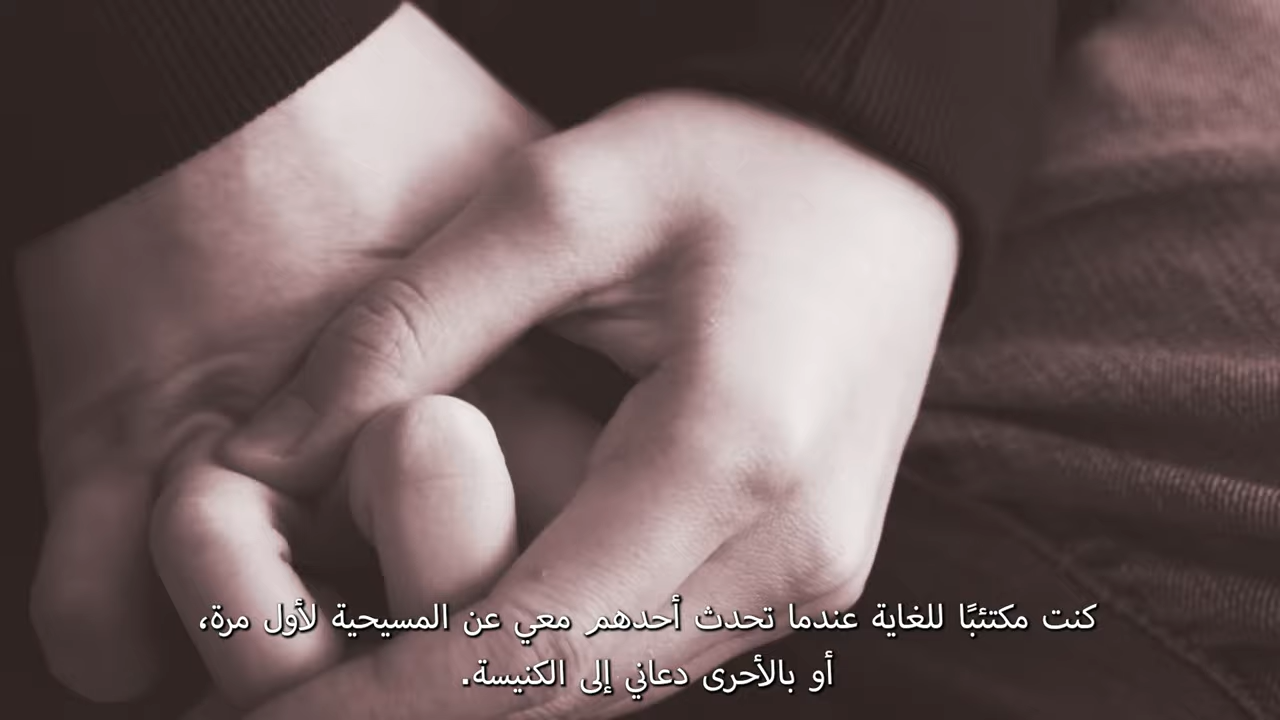 كنت مكتئبًا للغاية عندما تحدث أحدهم معي عن المسيحية لأول مرة،
أو بالأحرى دعاني إلى الكنيسة.